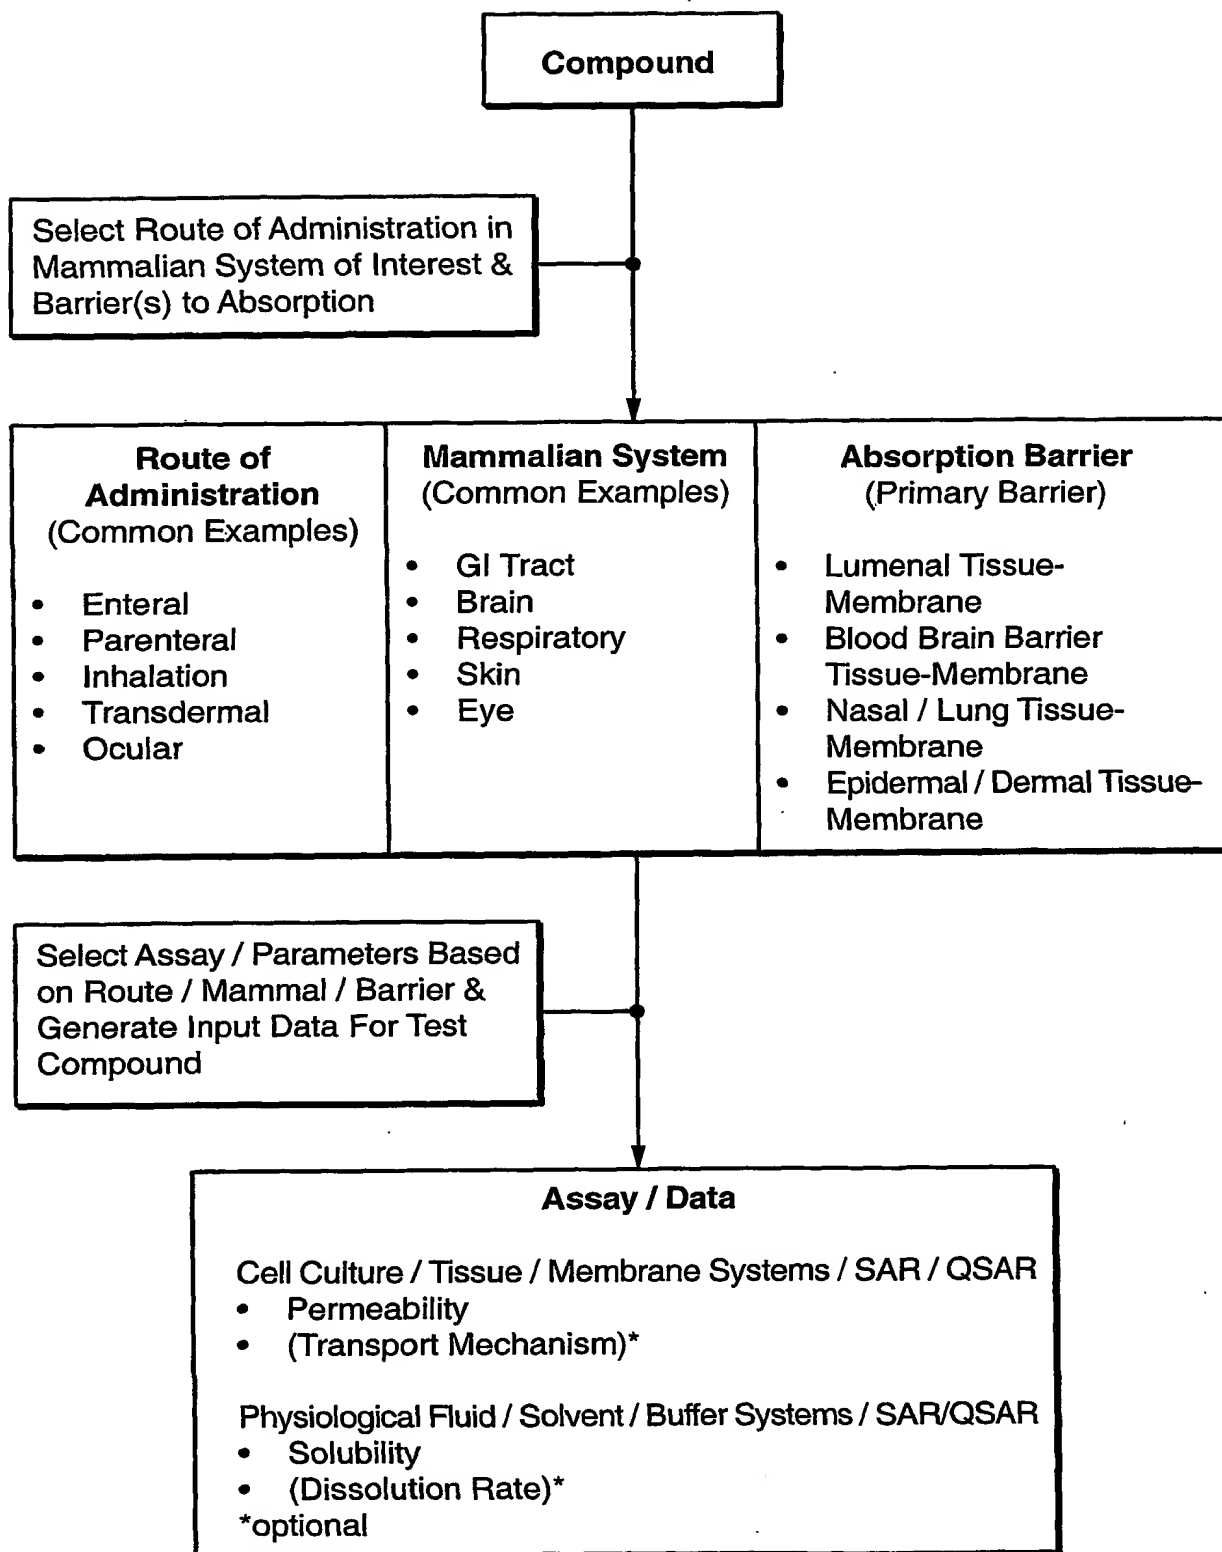 Compound
Select Route of Administration in
Mammalian System of Interest &
Barrier(s) to Absorption
Route of
Administration
(Common Examples)
• Enteral
• Parenteral
• Inhalation
• Transdermal
• Ocular
Mammalian System
(Common Examples)
• GI Tract
• Brain
• Respiratory
• Skin
• Eye
Absorption Barrier
(Primary Barrier)
• Lumenal Tissue-
Membrane
• Blood Brain Barrier
Tissue-Membrane
• Nasal / Lung Tissue-
Membrane
• Epidermal / Dermal Tissue-
Membrane
Select Assay / Parameters Based
on Route / Mammal / Barrier &
Generate Input Data For Test
Compound
Assay / Data
Cell Culture / Tissue / Membrane Systems / SAR / QSAR
• Permeability
• (Transport Mechanism)*
Physiological Fluid / Solvent / Buffer Systems / SAR/QSAR
• Solubility
• (Dissolution Rate)*
*optional